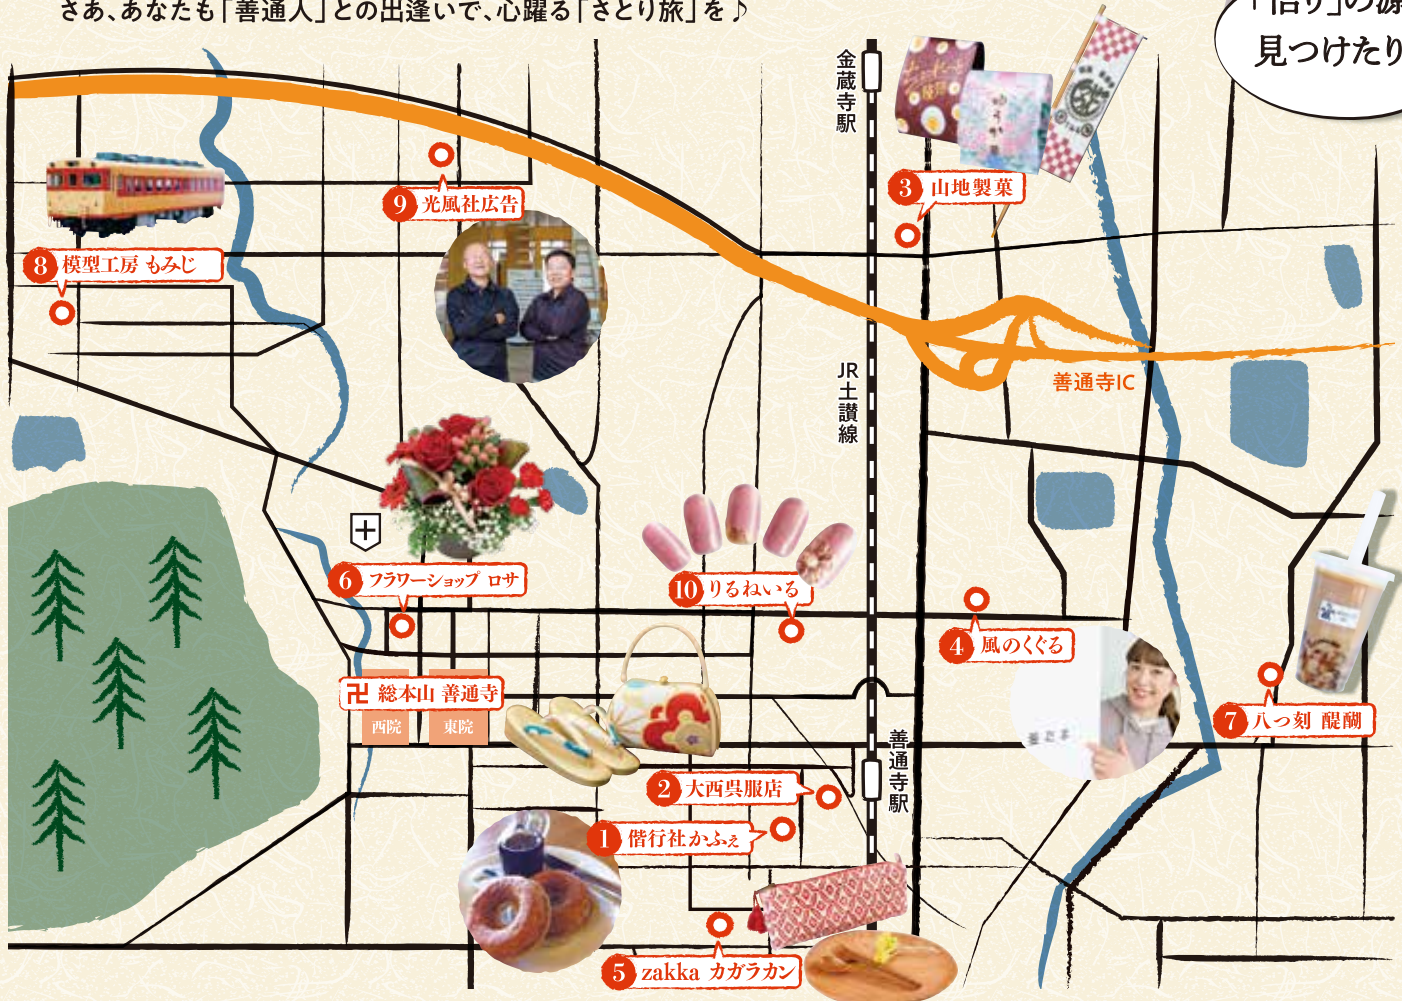 さあ、あなたも「善通人」との出逢いで、心躍る「さとり旅」を♪
見つけたり
金蔵寺駅
3 山地製菓
9 光風社広告
8 模型工房 もみじ
善通寺IC
JR土讃線
6 フラワーショップ ロサ
10 りるねいる
4 風のくぐる
卍 総本山 善通寺
西院
東院
7 八つ刻 醍醐
善通寺駅
2 大西呉服店
1 偕行社かふぇ
5 zakka カガラカン